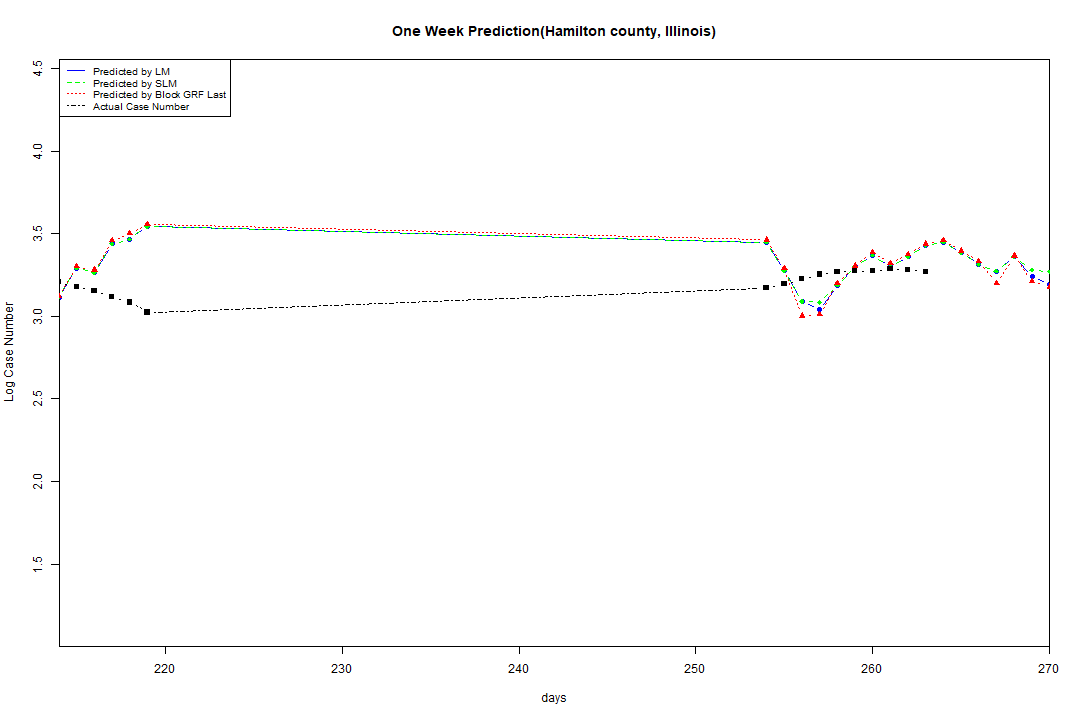 One Week Prediction(Hamilton county, Illinois)
Predicted by LM
Predicted by SLM
Predicted by Block GRF Last
Actual Case Number
4.5
4.0
3.5
3.0
2.5
2.0
1.5
Log Case Number
220 230 240 250 260 270
days